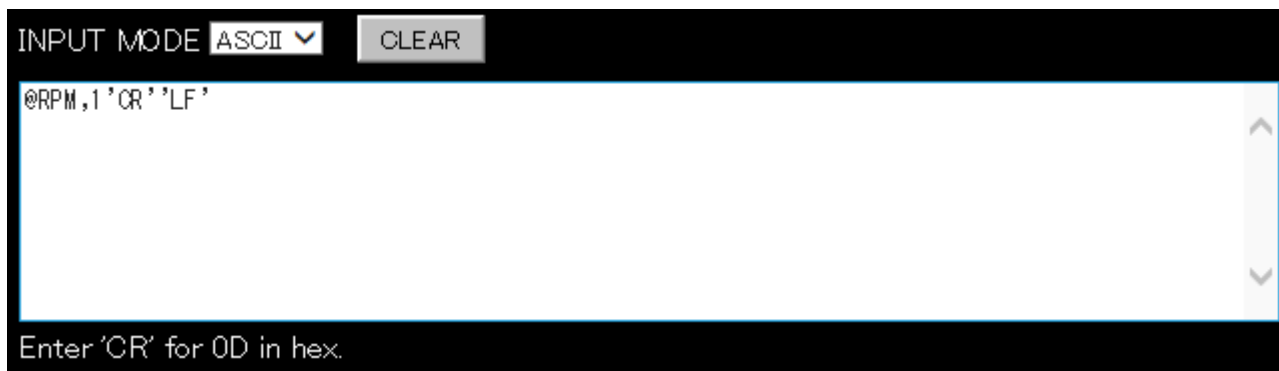 INPUT MODE ASCII CLEAR
@RPM,1'CR''LF'
Enter 'CR' for 0D in hex.